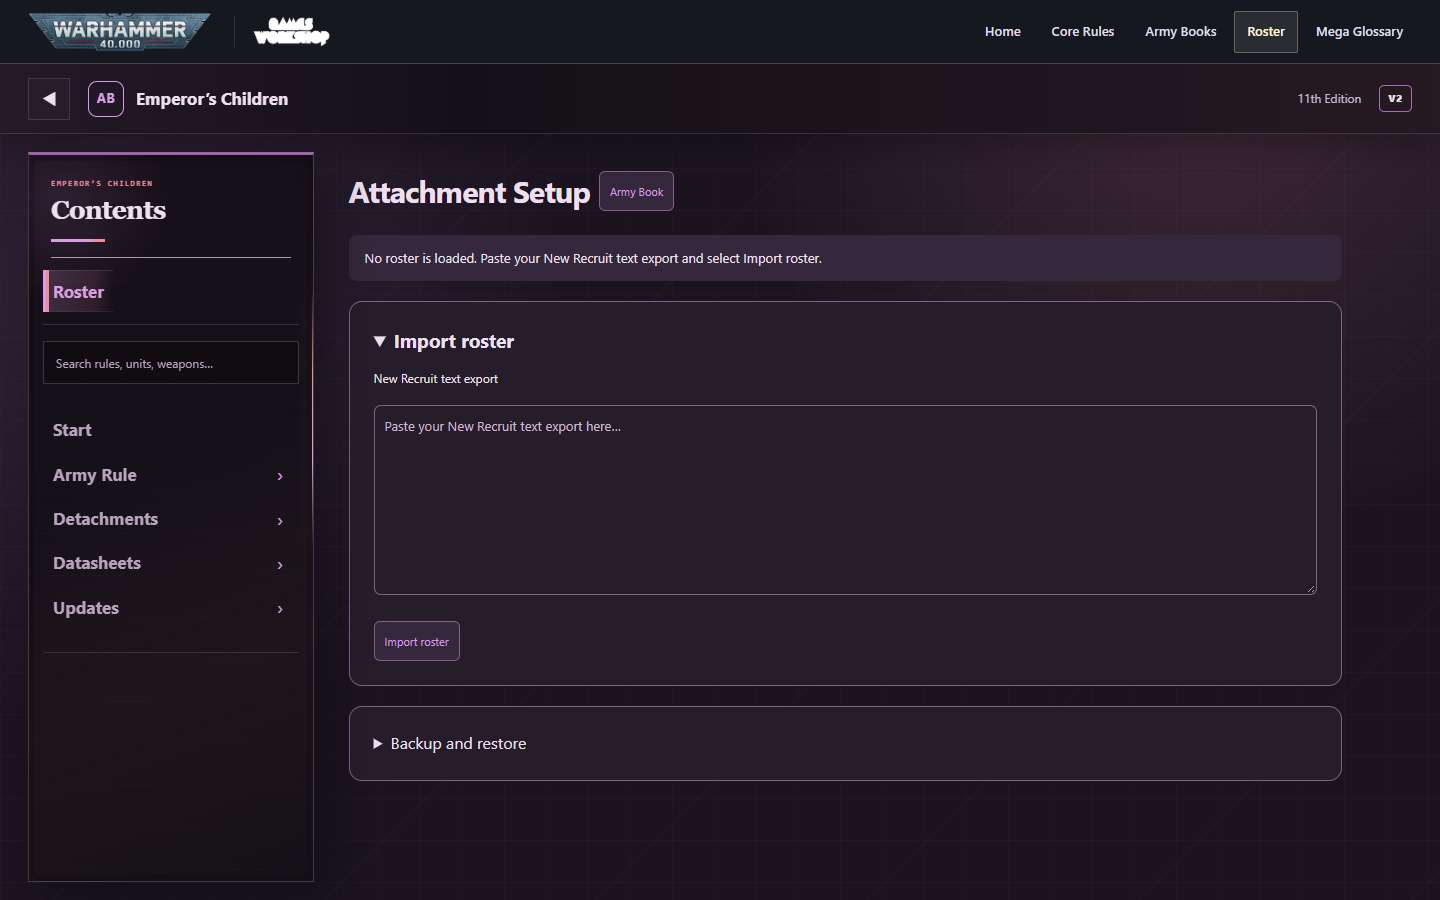 WARHAMMER
40,000
GAMES
WORKSHOP
Home
Core Rules
Army Books
Roster
Mega Glossary
AB
Emperor’s Children
11th Edition
V2
EMPEROR’S CHILDREN
Contents
Roster
Search rules, units, weapons...
Start
Army Rule
Detachments
Datasheets
Updates
Attachment Setup
Army Book
No roster is loaded. Paste your New Recruit text export and select Import roster.
Import roster
New Recruit text export
Paste your New Recruit text export here...
Import roster
Backup and restore